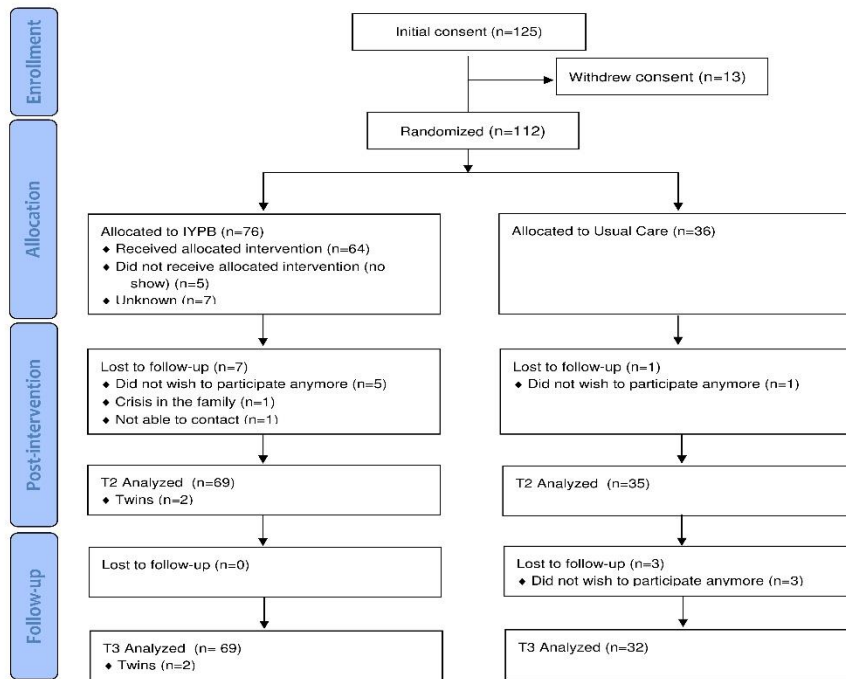 Enrollment
Initial consent (n=125)
Withdrew consent (n=13)
Randomized (n=112)
Allocation
Allocated to IYPB (n=76)
♦ Received allocated intervention (n=64)
♦ Did not receive allocated intervention (no
show) (n=5)
♦ Unknown (n=7)
Allocated to Usual Care (n=36)
Post-intervention
Lost to follow-up (n=7)
♦ Did not wish to participate anymore (n=5)
♦ Crisis in the family (n=1)
♦ Not able to contact (n=1)
Lost to follow-up (n=1)
♦ Did not wish to participate anymore (n=1)
T2 Analyzed (n=69)
♦ Twins (n=2)
T2 Analyzed (n=35)
Follow-up
Lost to follow-up (n=0)
Lost to follow-up (n=3)
♦ Did not wish to participate anymore (n=3)
T3 Analyzed (n= 69)
♦ Twins (n=2)
T3 Analyzed (n=32)